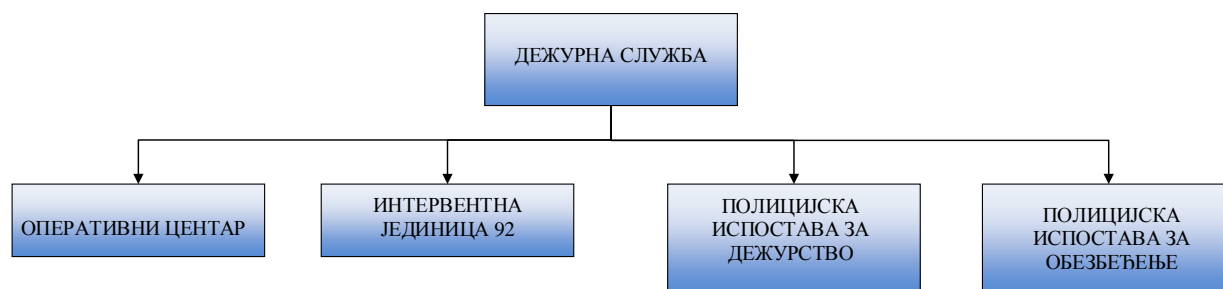 ДЕЖУРНА СЛУЖБА
ОПЕРАТИВНИ ЦЕНТАР
ИНТЕРВЕНТНА
ЈЕДИНИЦА 92
ПОЛИЦИЈСКА
ИСПОСТАВА ЗА
ДЕЖУРСТВО
ПОЛИЦИЈСКА
ИСПОСТАВА ЗА
ОБЕЗБЕЂЕЊЕ